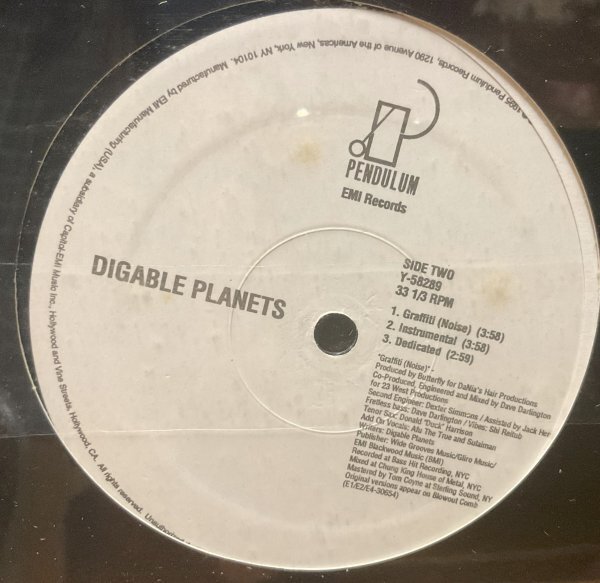 ℗ 1995 Pendulum Records, 1290 Avenue of the Americas, New York, NY 10104. Manufactured by EMI Manufacturing (USA), a subsidiary of Capitol-EMI Music Inc., Hollywood and Vine Streets, Hollywood, CA. All rights reserved. Unauthorized
PENDULUM
EMI Records
DIGABLE PLANETS
SIDE TWO
Y-58289
33 1/3 RPM
1. Graffiti (Noise) (3:58)
2. Instrumental (3:58)
3. Dedicated (2:59)
"Graffiti (Noise)" -
Produced by Butterfly for DaNia's Hair Productions
Co-Produced, Engineered and Mixed by Dave Darlington
for 23 West Productions
Second Engineer: Dexter Simmons / Assisted by Jack Her
Fretless bass: Dave Darlington / Vibes: Shi Reltub
Tenor Sax: Donald "Duck" Harrison
Add Qn Vocals: Afu The True and Sulaiman
Writers: Digable Planets
Publisher: Wide Grooves Music/Gliro Music/
EMI Blackwood Music (BMI)
Recorded at Bass Hit Recording, NYC
Mixed at Chung King House of Metal, NYC
Mastered by Tom Coyne at Sterling Sound, NY
Original versions appear on Blowout Comb
(E1/E2/E4-30654)